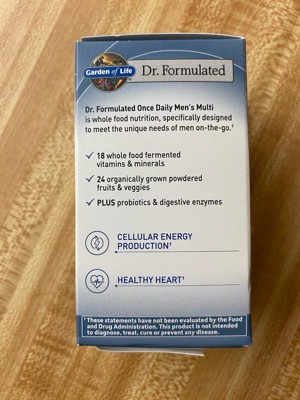 Garden of Life
Dr. Formulated
Dr. Formulated Once Daily Men's Multi
is whole food nutrition, specifically designed
to meet the unique needs of men on-the-go.†
✓ 18 whole food fermented
vitamins & minerals
✓ 24 organically grown powdered
fruits & veggies
✓ PLUS probiotics & digestive enzymes
CELLULAR ENERGY
PRODUCTION†
HEALTHY HEART†
†These statements have not been evaluated by the Food
and Drug Administration. This product is not intended
to diagnose, treat, cure or prevent any disease.